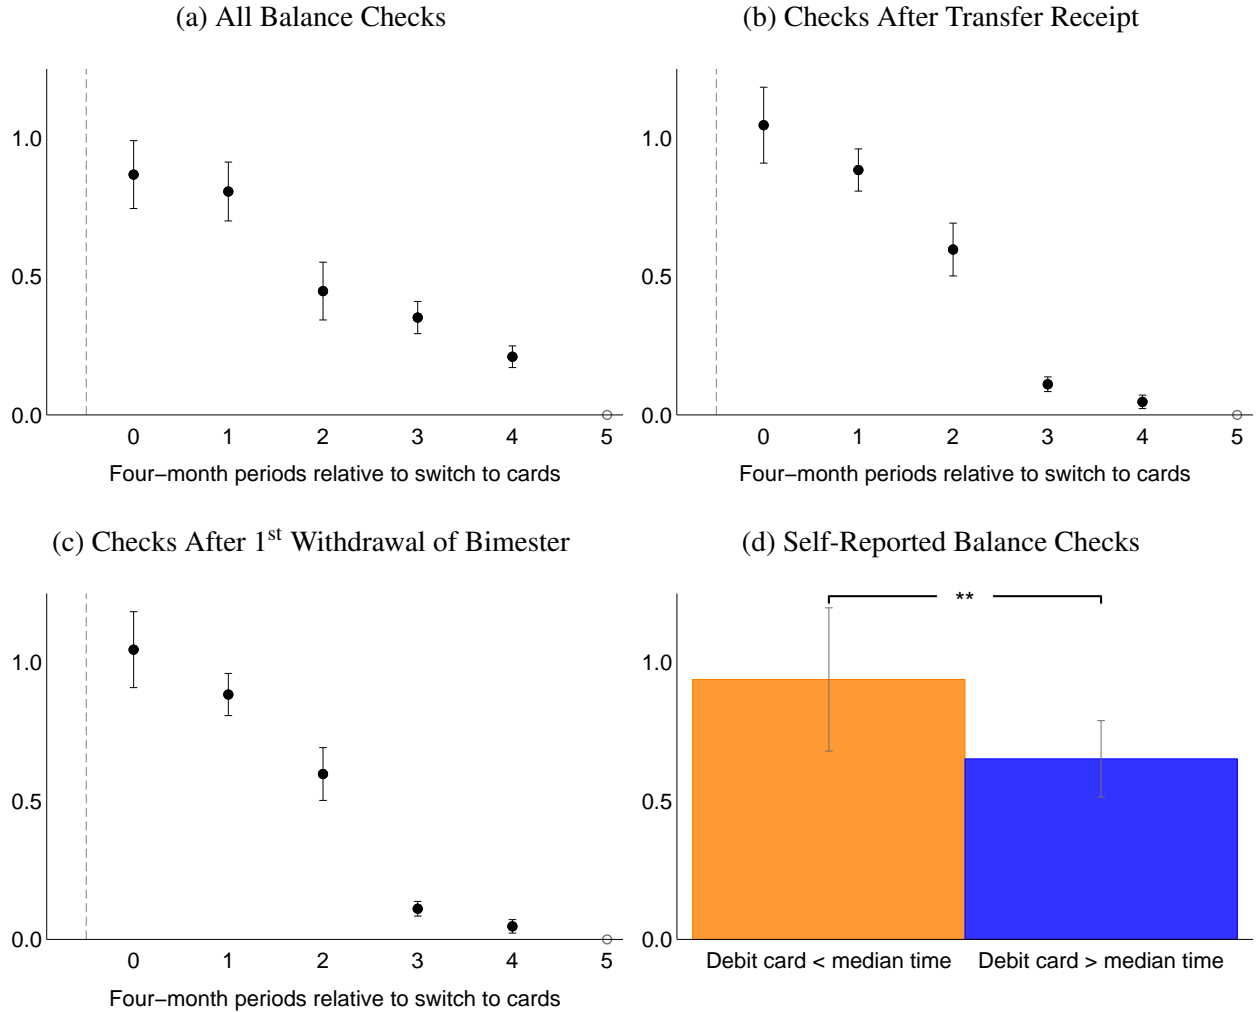 (a) All Balance Checks
1.0
0.5
0.0
0 1 2 3 4 5
Four−month periods relative to switch to cards
(b) Checks After Transfer Receipt
1.0
0.5
0.0
0 1 2 3 4 5
Four−month periods relative to switch to cards
(c) Checks After 1st Withdrawal of Bimester
1.0
0.5
0.0
0 1 2 3 4 5
Four−month periods relative to switch to cards
(d) Self-Reported Balance Checks
**
1.0
0.5
0.0
Debit card < median time Debit card > median time